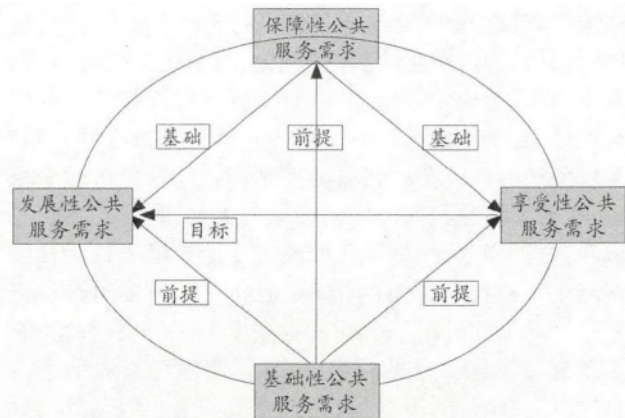 保障性公共
服务需求
基础
前提
基础
发展性公共
服务需求
享受性公共
服务需求
目标
前提
前提
基础性公共
服务需求